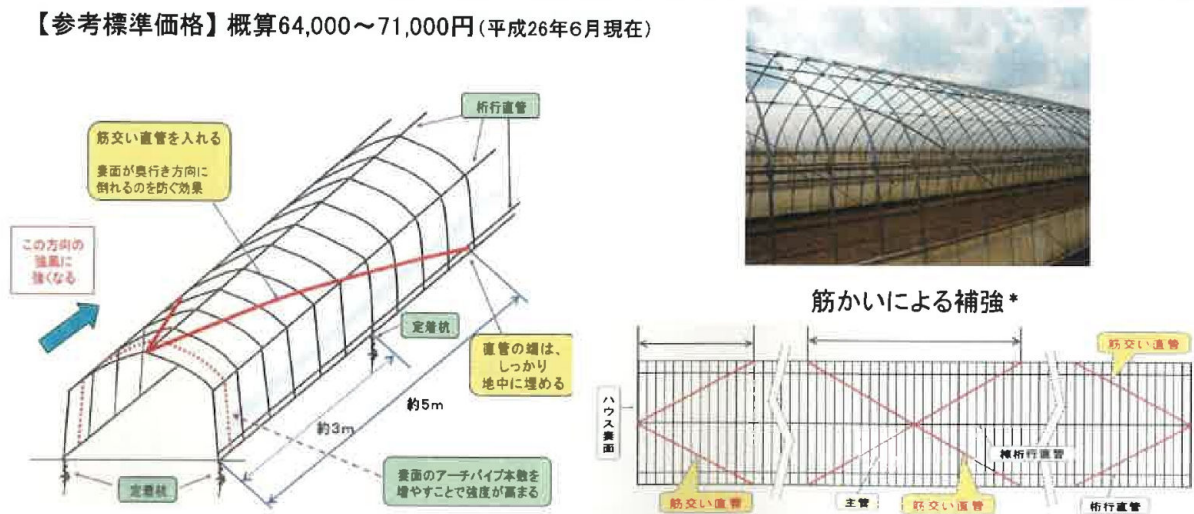 【参考標準価格】概算64,000～71,000円(平成26年6月現在)
桁行直管
筋交い直管を入れる
妻面が奥行き方向に
倒れるのを防ぐ効果
この方向の
強風に
強くなる
定着杭
直管の端は、
しっかり
地中に埋める
約5m
約3m
妻面のアーチパイプ本数を
増やすことで強度が高まる
定着杭
筋かいによる補強*
筋交い直管
ハウス妻面
棟桁行直管
筋交い直管
主管
筋交い直管
桁行直管